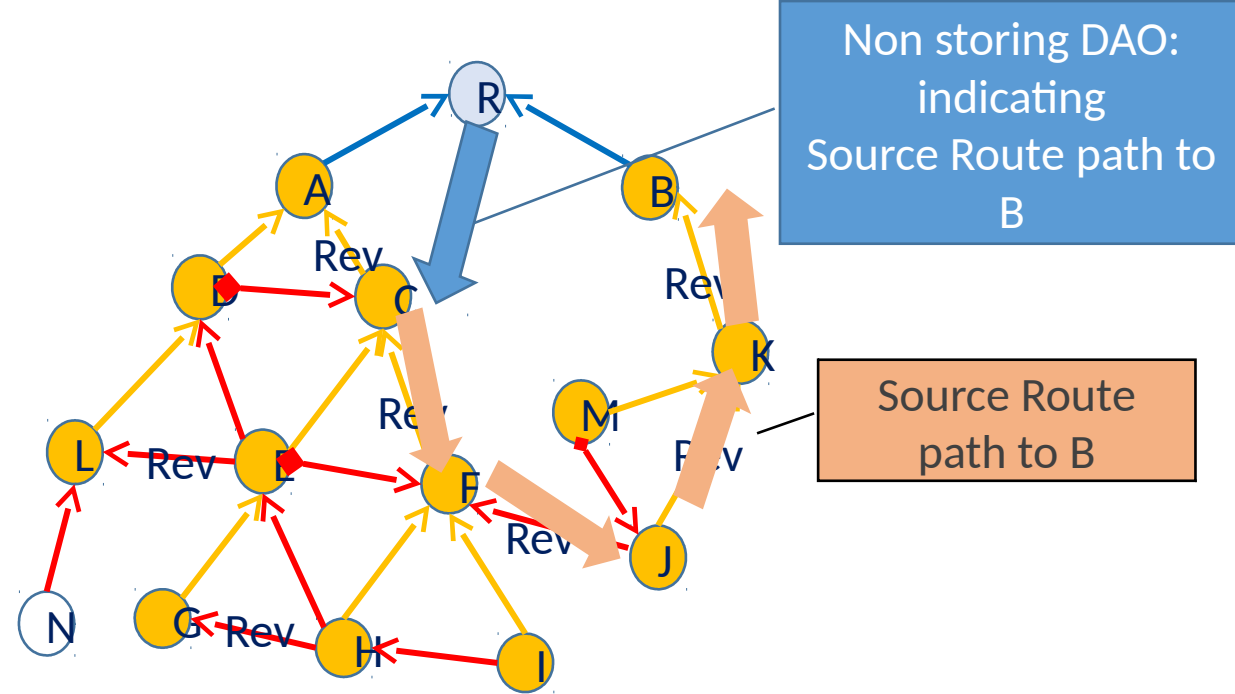 Non storing DAO:
indicating
Source Route path to
B
R
A
B
Rev
D
C
Rev
K
Source Route
path to B
M
Rev
Rev
L
Rev
E
F
Rev
J
N
G
Rev
H
I